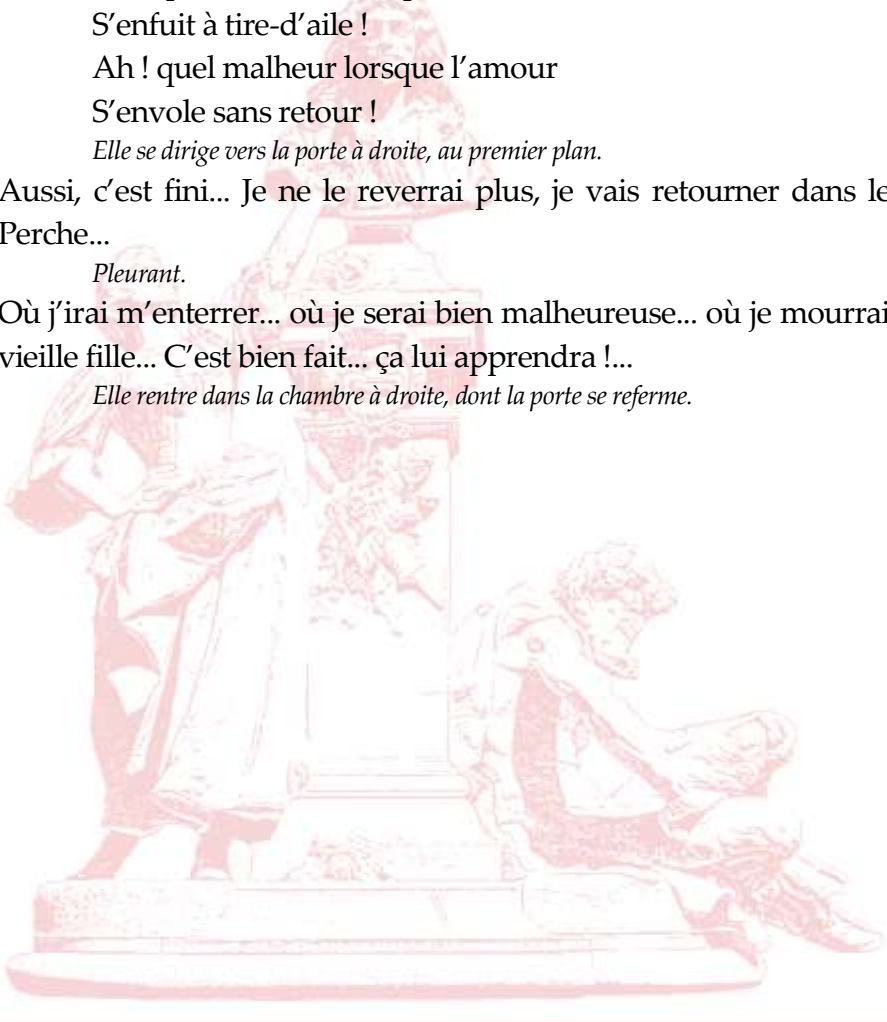 S’enfuit à tire-d’aile !
Ah ! quel malheur lorsque l’amour
S’envole sans retour !
Elle se dirige vers la porte à droite, au premier plan.
Aussi, c’est fini... Je ne le reverrai plus, je vais retourner dans le
Perche...
Pleurant.
Où j’irai m’enterrer... où je serai bien malheureuse... où je mourrai
vieille fille... C’est bien fait... ça lui apprendra !...
Elle rentre dans la chambre à droite, dont la porte se referme.